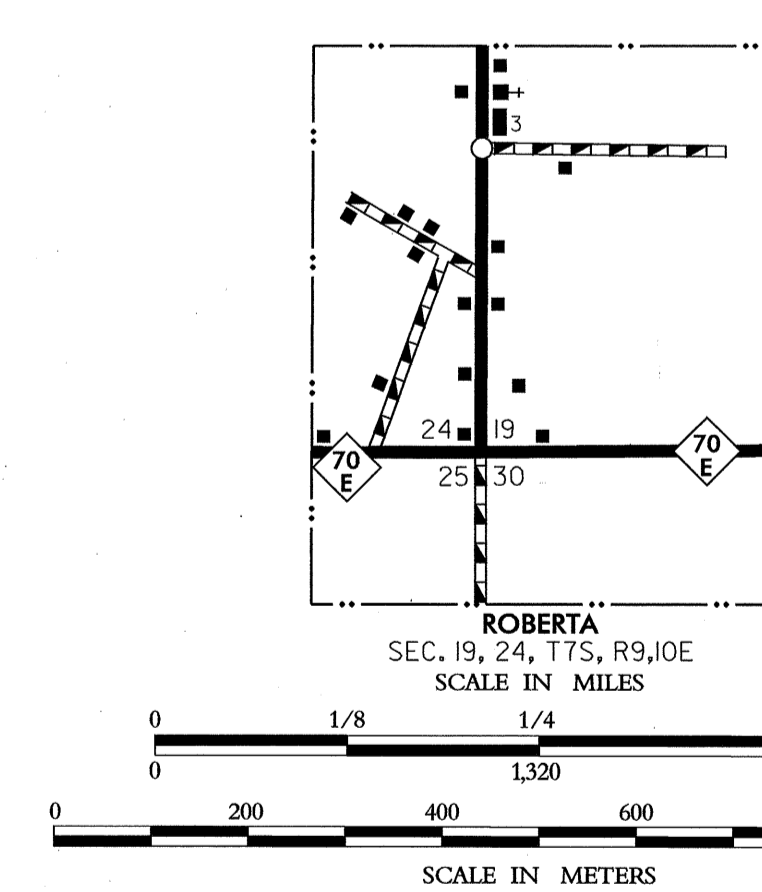 3
24 19
70
E
70
E
25 30
ROBERTA
SEC. 19, 24, T7S, R9,10E
SCALE IN MILES
0 1/8 1/4
0 1,320
0 200 400 600
SCALE IN METERS